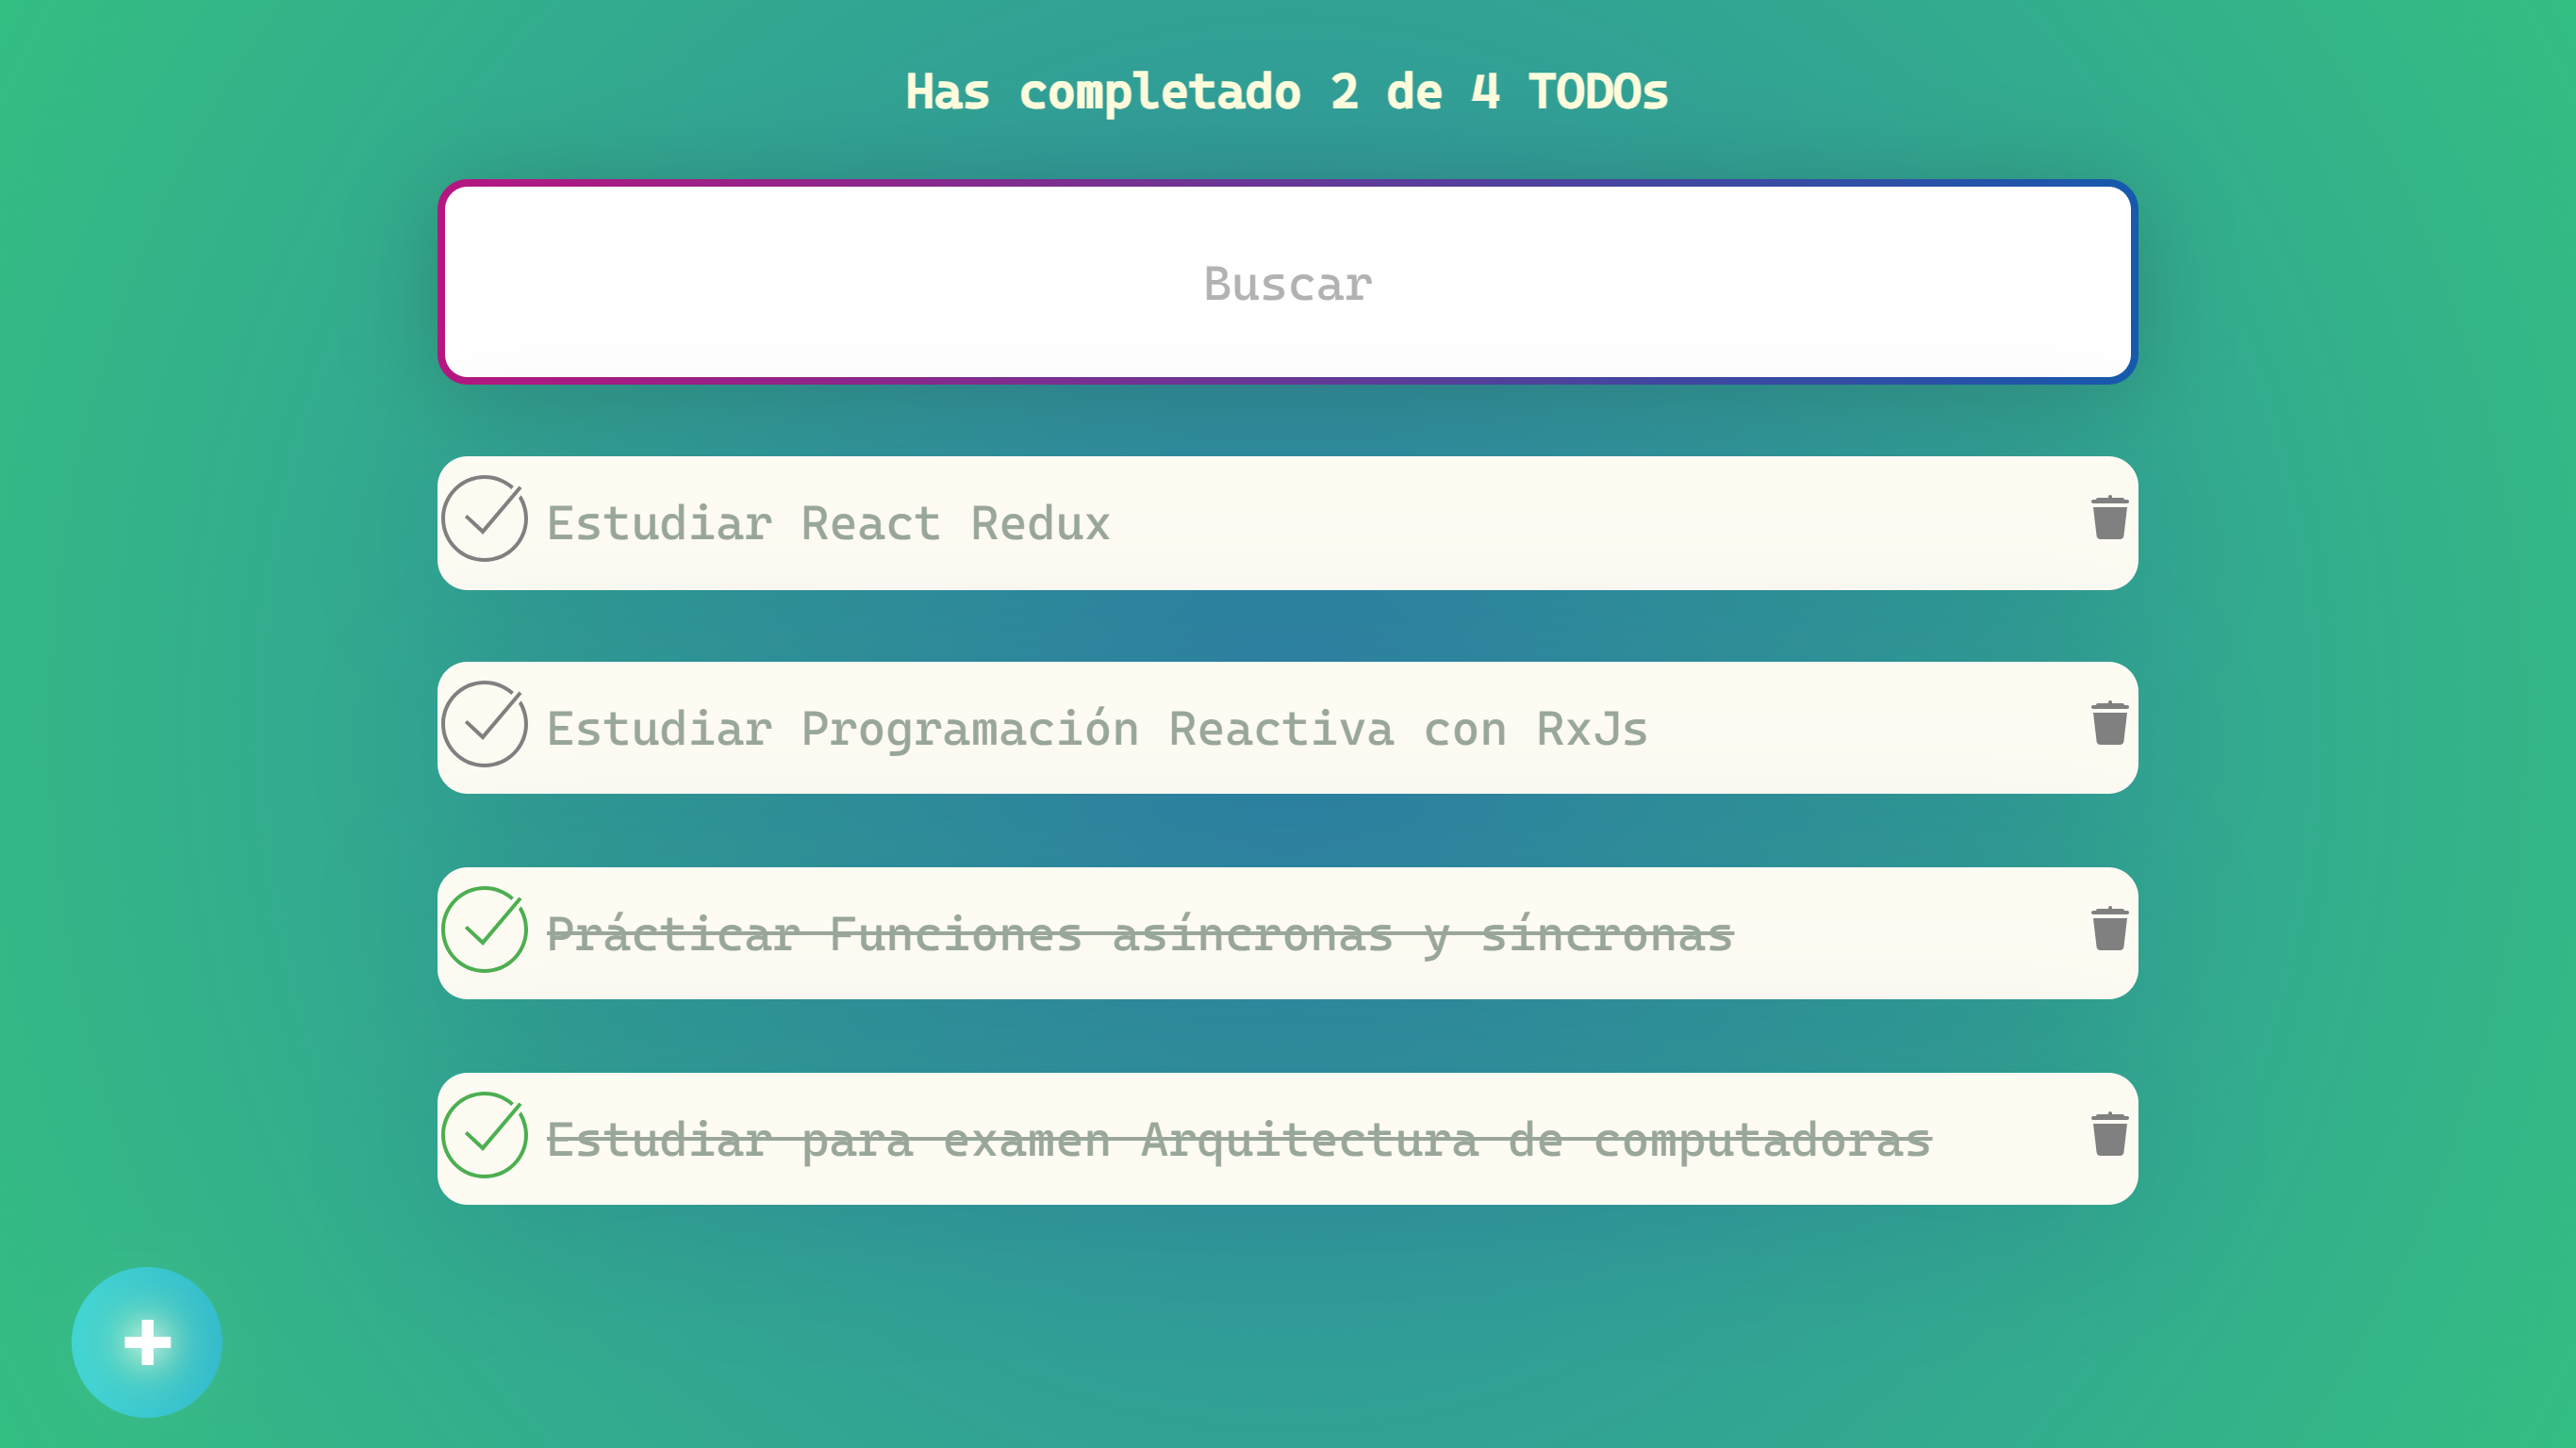 Has completado 2 de 4 TODOs
Buscar
Estudiar React Redux
Estudiar Programación Reactiva con RxJs
Prácticar Funciones asíncronas y síncronas
Estudiar para examen Arquitectura de computadoras